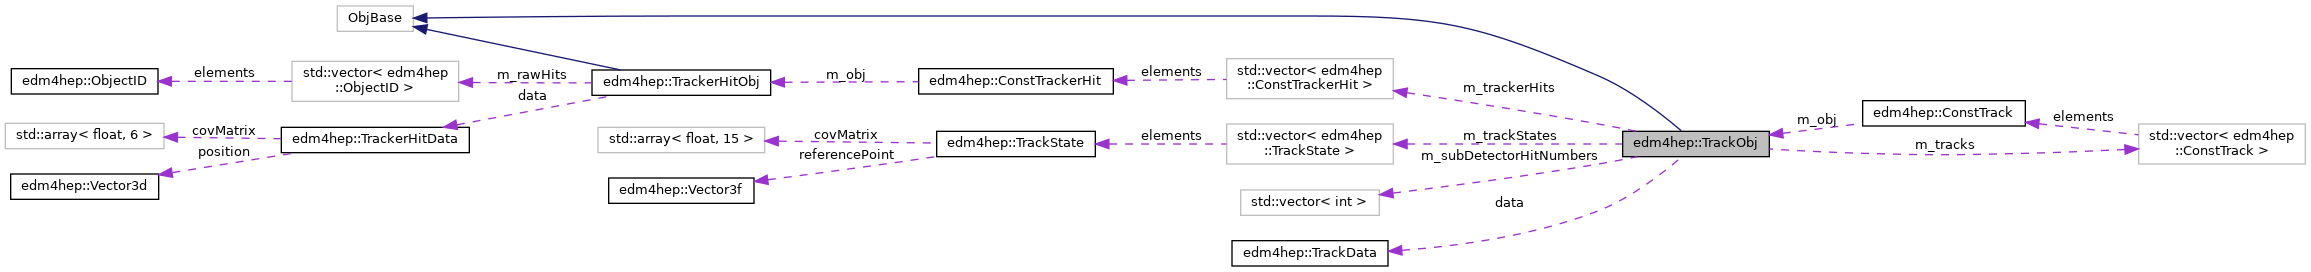 ObjBase
edm4hep::ObjectID
elements
std::vector< edm4hep
::ObjectID >
m_rawHits
edm4hep::TrackerHitObj
m_obj
edm4hep::ConstTrackerHit
elements
std::vector< edm4hep
::ConstTrackerHit >
m_trackerHits
data
std::array< float, 6 >
covMatrix
edm4hep::TrackerHitData
position
edm4hep::Vector3d
std::array< float, 15 >
covMatrix
edm4hep::TrackState
referencePoint
edm4hep::Vector3f
elements
std::vector< edm4hep
::TrackState >
m_trackStates
m_subDetectorHitNumbers
std::vector< int >
data
edm4hep::TrackData
edm4hep::TrackObj
m_obj
edm4hep::ConstTrack
elements
m_tracks
std::vector< edm4hep
::ConstTrack >